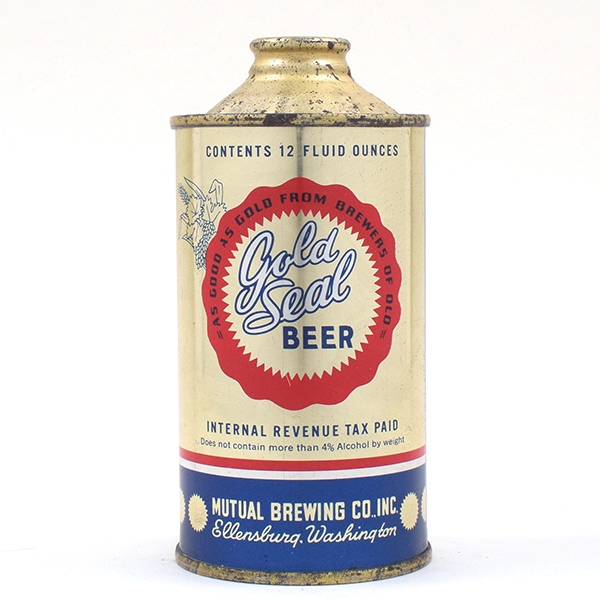 CONTENTS 12 FLUID OUNCES
= AS GOOD AS GOLD FROM BREWERS OF OLD =
Gold
Seal
BEER
INTERNAL REVENUE TAX PAID
Does not contain more than 4% Alcohol by weight
MUTUAL BREWING CO., INC.
Ellensburg, Washington